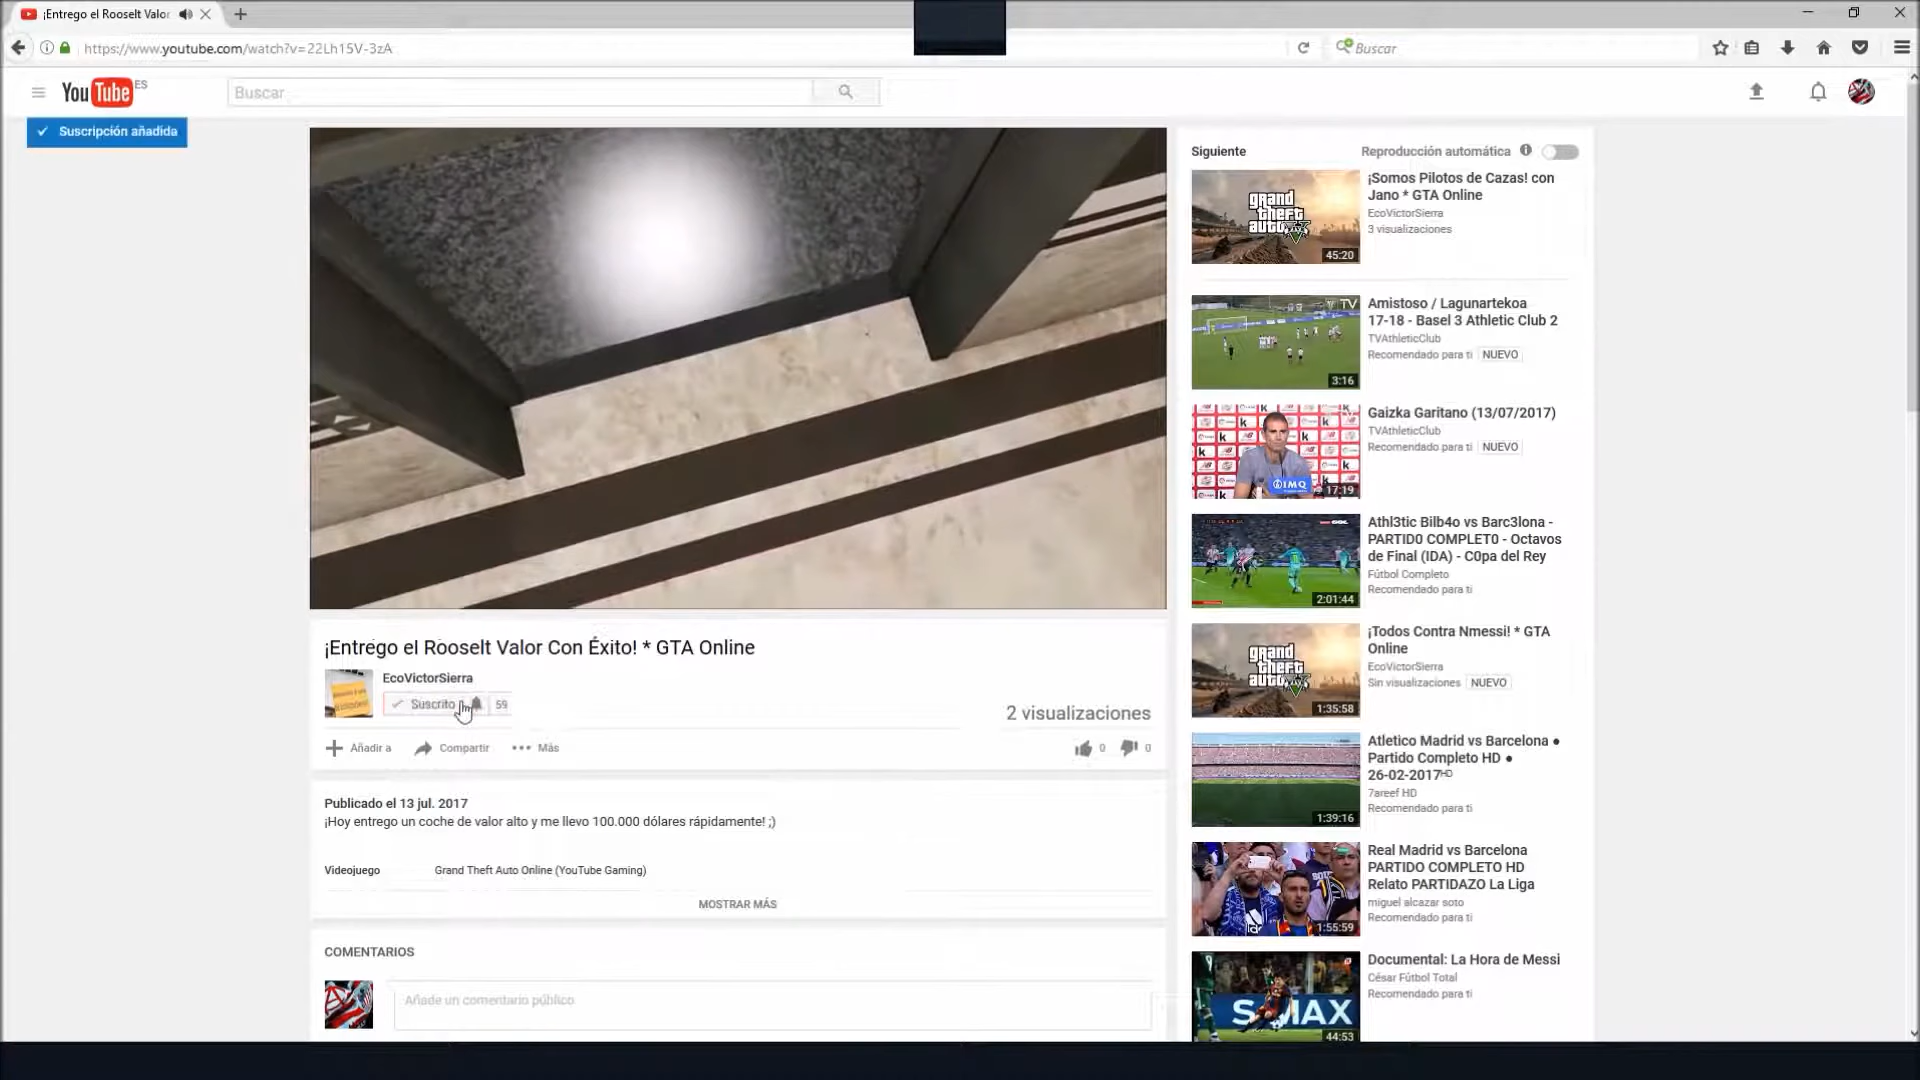 ¡Entrego el Rooselt Valor
https://www.youtube.com/watch?v=22Lh15V-3zA
Buscar
YouTube ES
Buscar
Suscripción añadida
¡Entrego el Rooselt Valor Con Éxito! * GTA Online
EcoVictorSierra
Suscrito 59
2 visualizaciones
Añadir a Compartir Más 0 0
Publicado el 13 jul. 2017
¡Hoy entrego un coche de valor alto y me llevo 100.000 dólares rápidamente! ;)
Videojuego Grand Theft Auto Online (YouTube Gaming)
MOSTRAR MÁS
COMENTARIOS
Añade un comentario público
Siguiente Reproducción automática
grand theft auto V
45:20
¡Somos Pilotos de Cazas! con
Jano * GTA Online
EcoVictorSierra
3 visualizaciones
TV
3:16
Amistoso / Lagunartekoa
17-18 - Basel 3 Athletic Club 2
TVAthleticClub
Recomendado para ti NUEVO
IMQ
17:19
Gaizka Garitano (13/07/2017)
TVAthleticClub
Recomendado para ti NUEVO
2:01:44
Athl3tic Bilb4o vs Barc3lona -
PARTID0 COMPLET0 - Octavos
de Final (IDA) - C0pa del Rey
Fútbol Completo
Recomendado para ti
grand theft auto V
1:35:58
¡Todos Contra Nmessi! * GTA
Online
EcoVictorSierra
Sin visualizaciones NUEVO
1:39:16
Atletico Madrid vs Barcelona ●
Partido Completo HD ●
26-02-2017ᴴᴰ
7areef HD
Recomendado para ti
1:55:59
Real Madrid vs Barcelona
PARTIDO COMPLETO HD
Relato PARTIDAZO La Liga
miguel alcazar soto
Recomendado para ti
44:53
Documental: La Hora de Messi
César Fútbol Total
Recomendado para ti